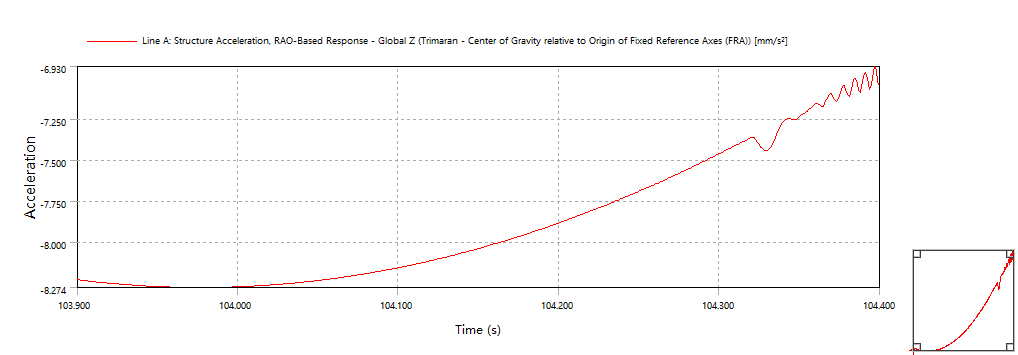 Line A: Structure Acceleration, RAO-Based Response - Global Z (Trimaran - Center of Gravity relative to Origin of Fixed Reference Axes (FRA)) [mm/s²]
-6.930
-7.250
-7.500
-7.750
-8.000
-8.274
Acceleration
103.900 104.000 104.100 104.200 104.300 104.400
Time (s)